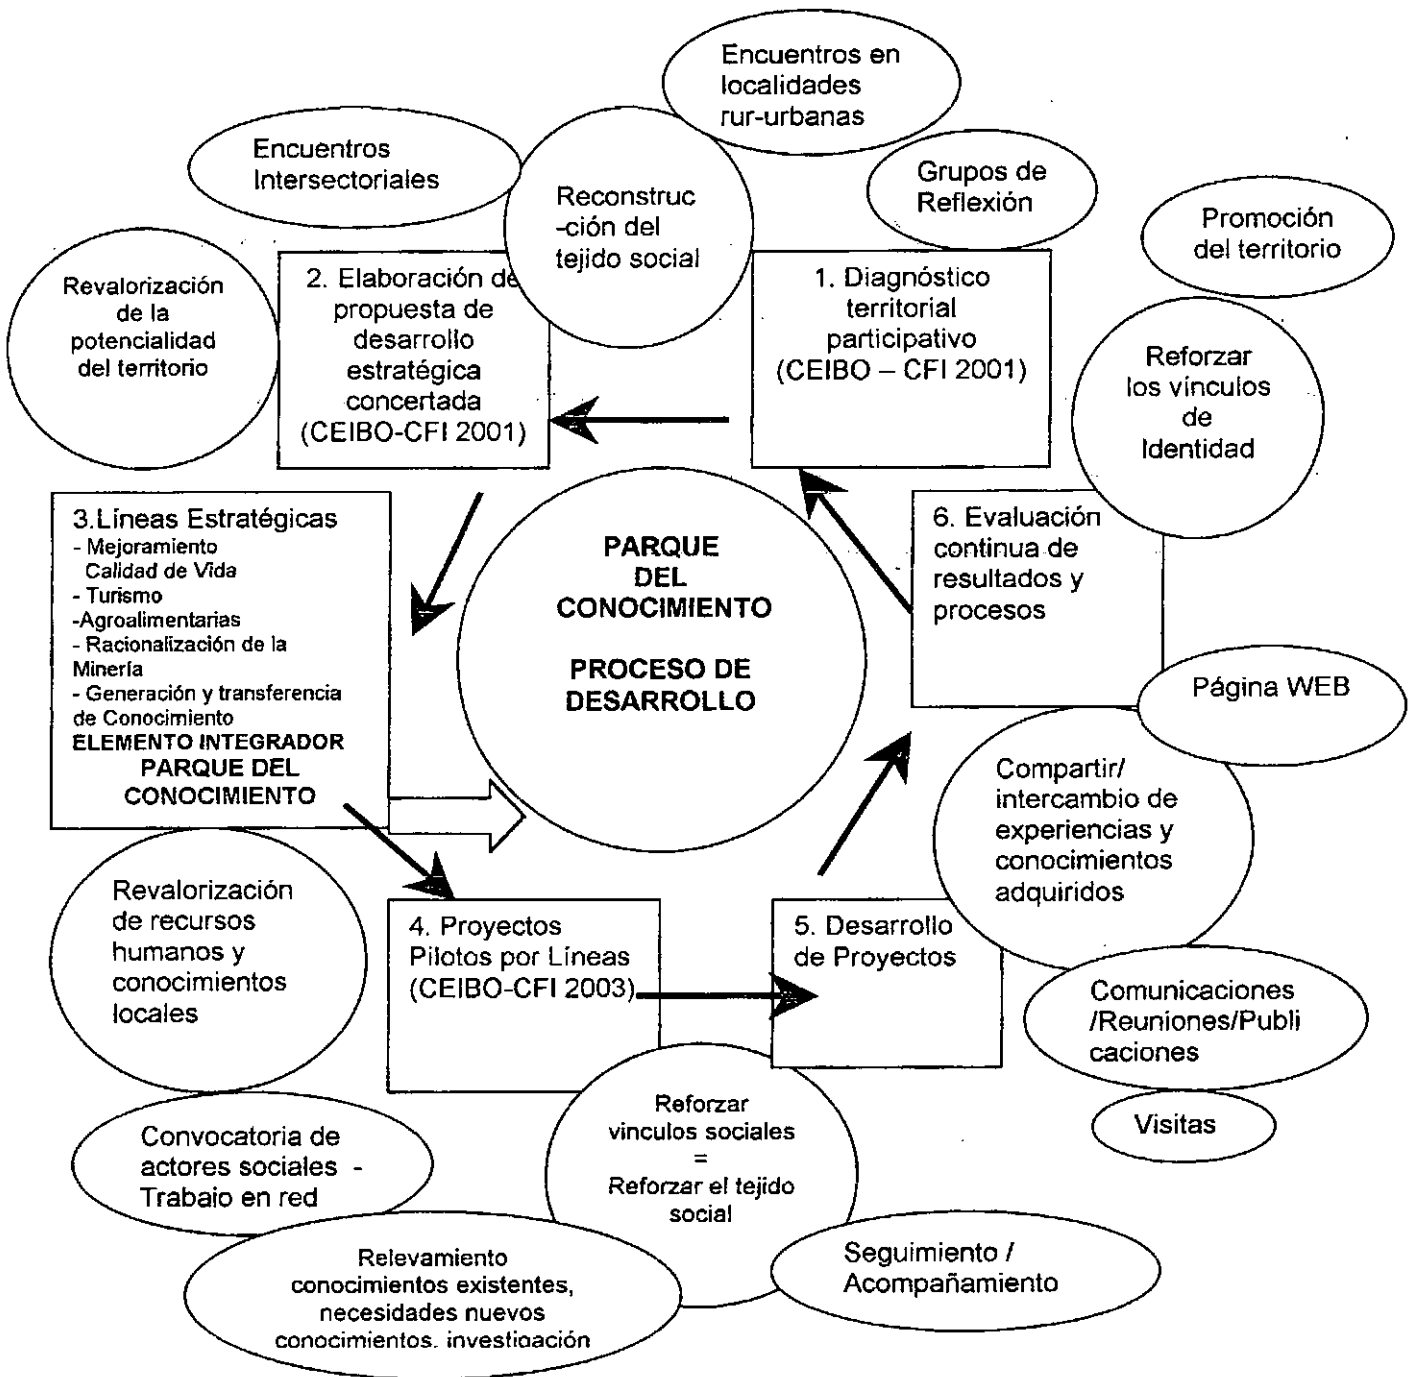 Encuentros en
localidades
rur-urbanas
Encuentros
Intersectoriales
Reconstruc
-ción del
tejido social
Grupos de
Reflexión
Promoción
del territorio
Revalorización
de la
potencialidad
del territorio
2. Elaboración de
propuesta de
desarrollo
estratégica
concertada
(CEIBO-CFI 2001)
1. Diagnóstico
territorial
participativo
(CEIBO – CFI 2001)
Reforzar
los vínculos
de
Identidad
3.Líneas Estratégicas
- Mejoramiento
Calidad de Vida
- Turismo
-Agroalimentarias
- Racionalización de la
Minería
- Generación y transferencia
de Conocimiento
ELEMENTO INTEGRADOR
PARQUE DEL
CONOCIMIENTO
PARQUE
DEL
CONOCIMIENTO
PROCESO DE
DESARROLLO
6. Evaluación
continua de
resultados y
procesos
Página WEB
Compartir/
intercambio de
experiencias y
conocimientos
adquiridos
Revalorización
de recursos
humanos y
conocimientos
locales
4. Proyectos
Pilotos por Líneas
(CEIBO-CFI 2003)
5. Desarrollo
de Proyectos
Comunicaciones
/Reuniones/Publi
caciones
Visitas
Convocatoria de
actores sociales -
Trabajo en red
Reforzar
vinculos sociales
=
Reforzar el tejido
social
Relevamiento
conocimientos existentes,
necesidades nuevos
conocimientos, investigación
Seguimiento /
Acompañamiento